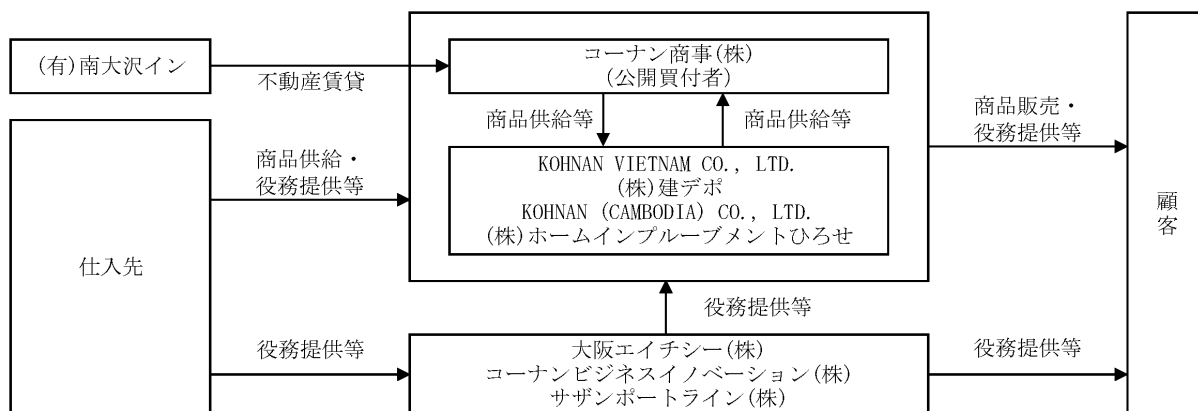 (有)南大沢イン
不動産賃貸
コーナン商事(株)
(公開買付者)
商品供給等
商品供給等
KOHNAN VIETNAM CO., LTD.
(株)建デポ
KOHNAN (CAMBODIA) CO., LTD.
(株)ホームインプルーブメントひろせ
商品供給・
役務提供等
仕入先
商品販売・
役務提供等
顧客
役務提供等
役務提供等
大阪エイチシー(株)
コーナンビジネスイノベーション(株)
サザンポートライン(株)
役務提供等